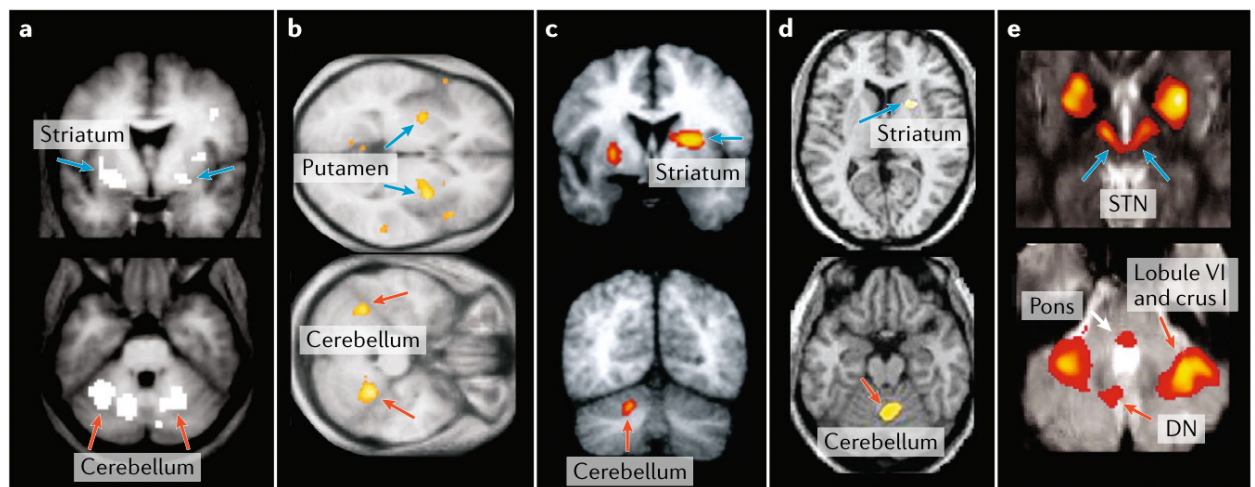 a
Striatum
Cerebellum
b
Putamen
Cerebellum
c
Striatum
Cerebellum
d
Striatum
Cerebellum
e
STN
Lobule VI
and crus I
Pons
DN